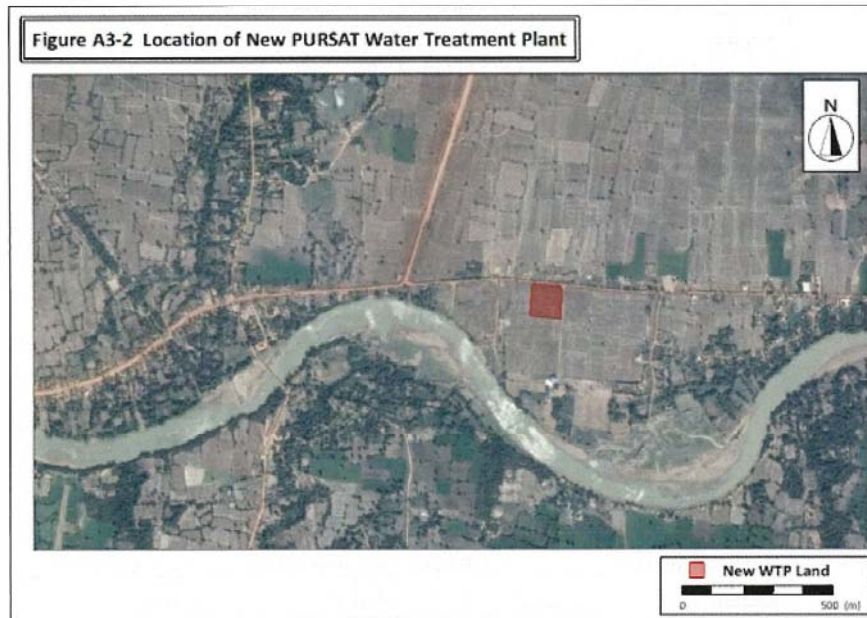 Figure A3-2 Location of New PURSAT Water Treatment Plant
N
New WTP Land
0 500 (m)